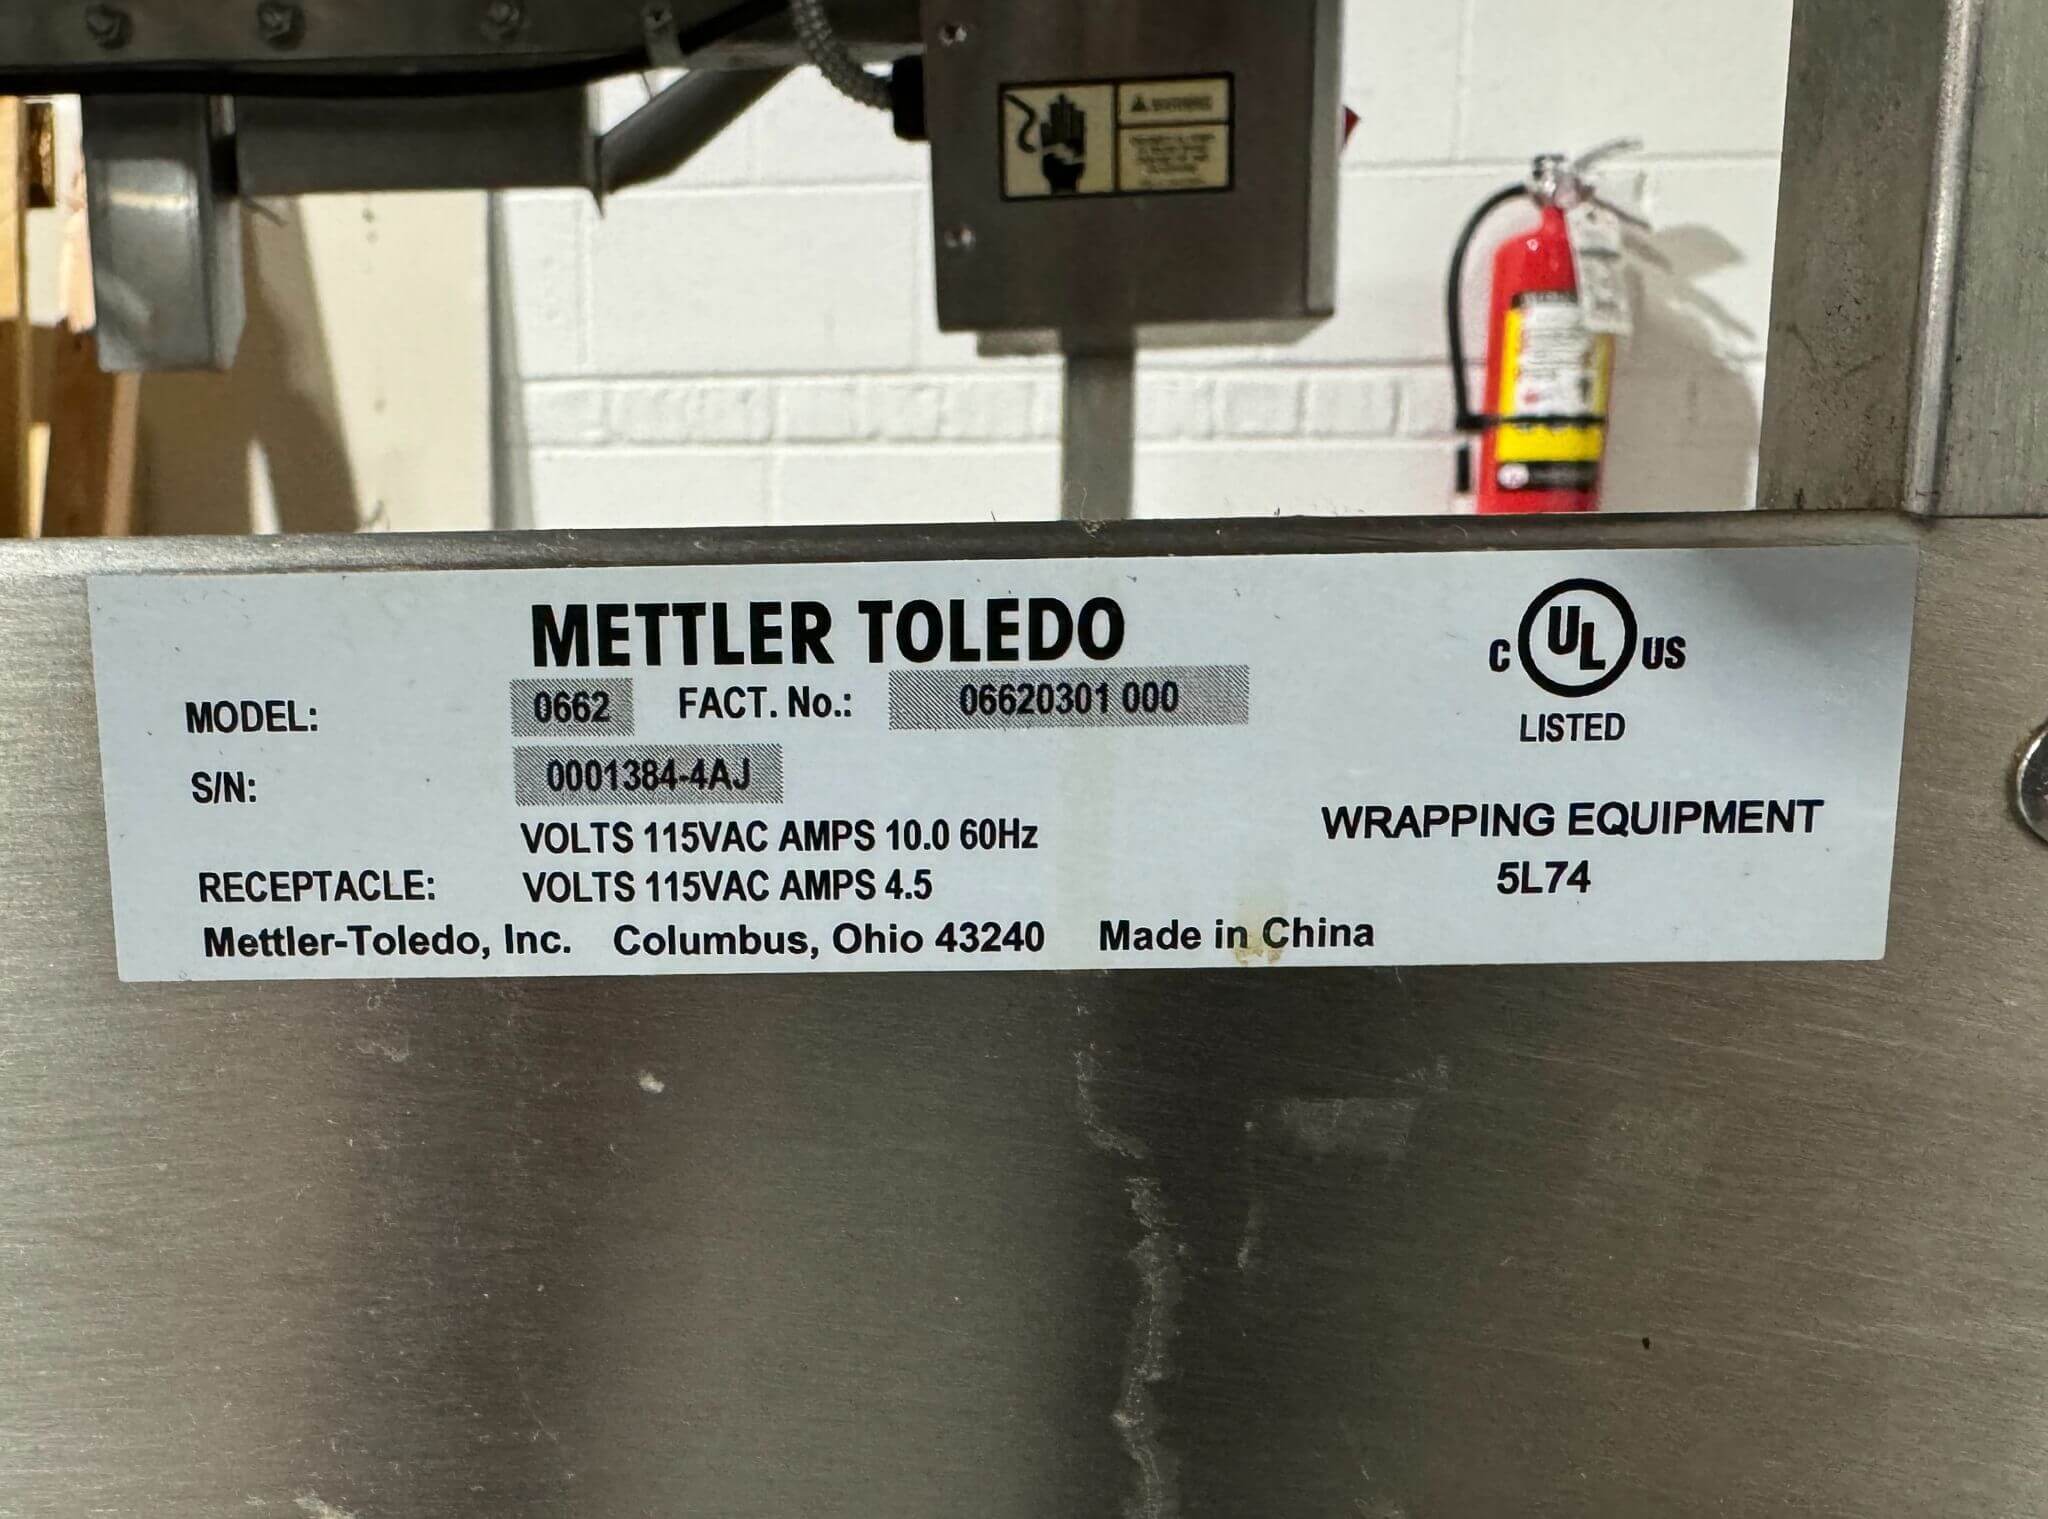 WARNING
METTLER TOLEDO
MODEL: 0662 FACT. No.: 06620301 000
S/N: 0001384-4AJ
VOLTS 115VAC AMPS 10.0 60Hz
RECEPTACLE: VOLTS 115VAC AMPS 4.5
Mettler-Toledo, Inc. Columbus, Ohio 43240 Made in China
C UL US
LISTED
WRAPPING EQUIPMENT
5L74